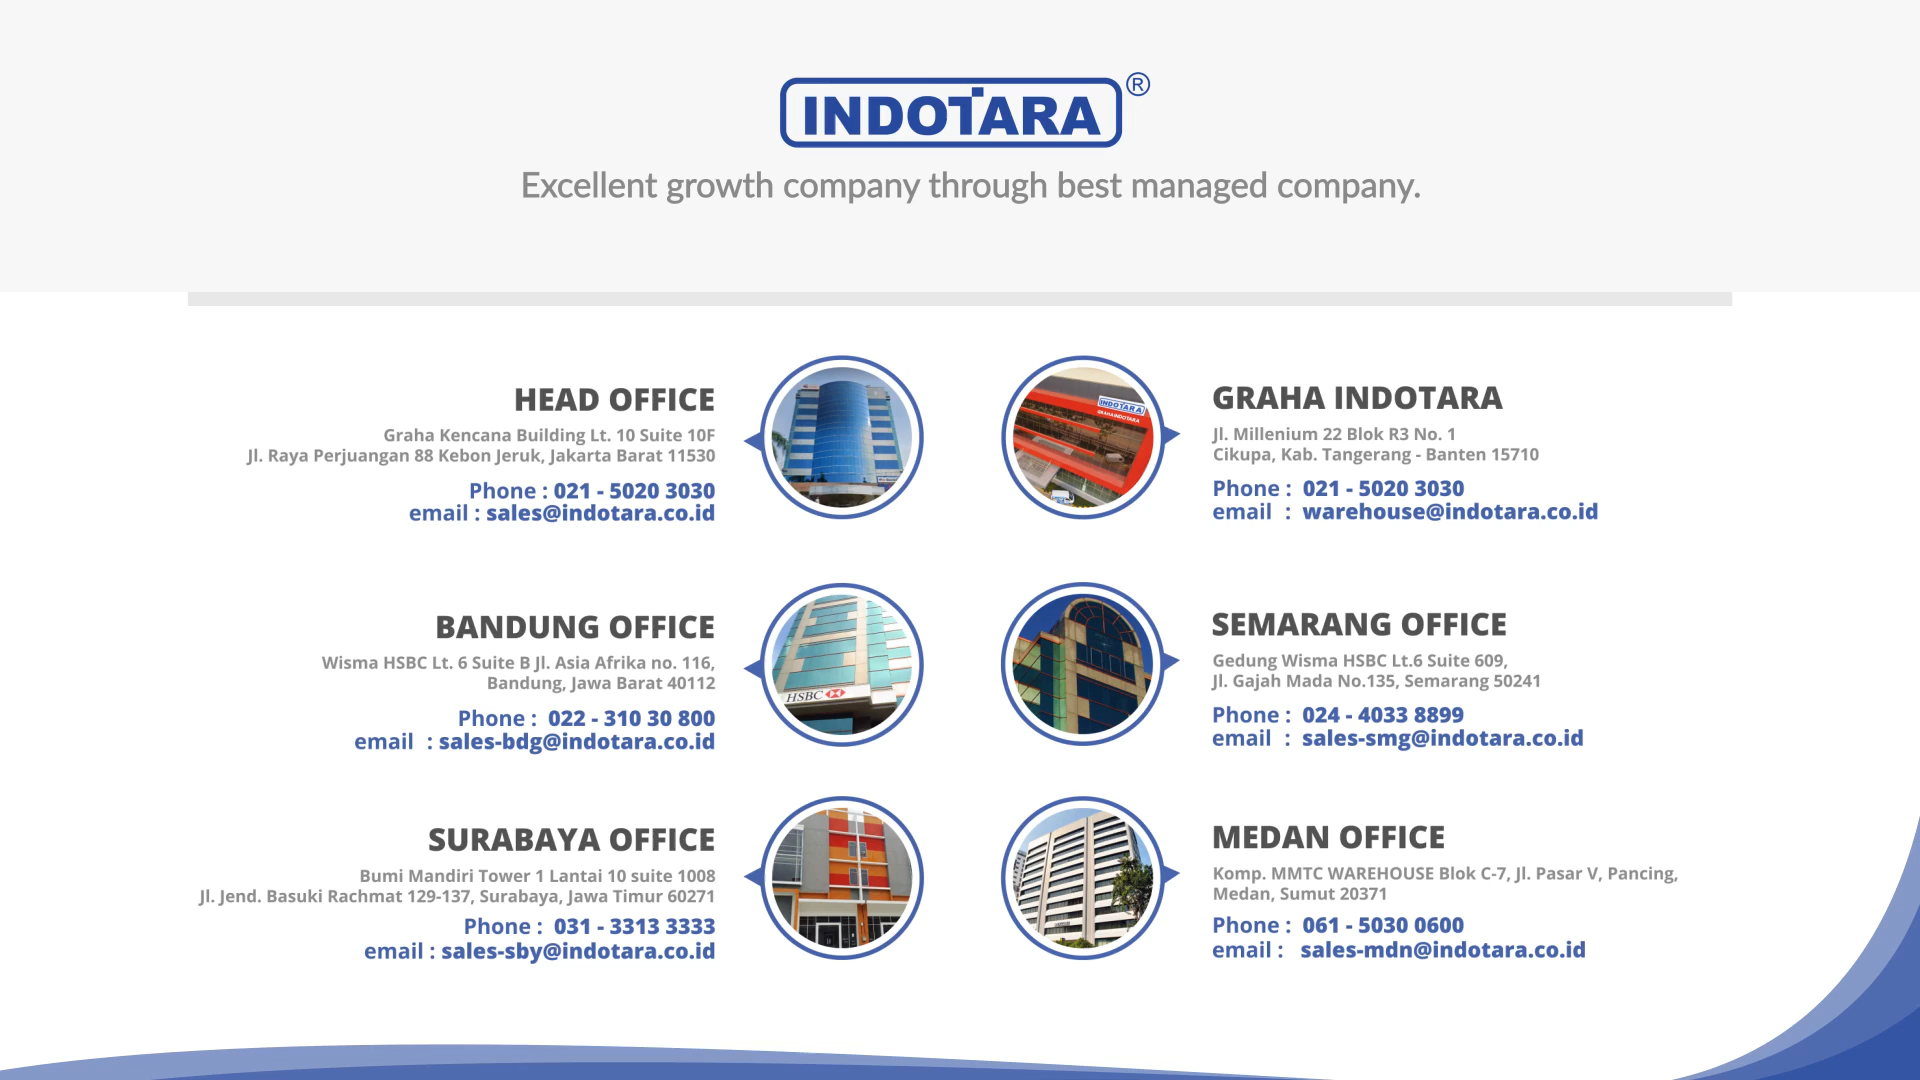 INDOTARA®
Excellent growth company through best managed company.
HEAD OFFICE
Graha Kencana Building Lt. 10 Suite 10F
Jl. Raya Perjuangan 88 Kebon Jeruk, Jakarta Barat 11530
Phone : 021 - 5020 3030
email : sales@indotara.co.id
INDOTARA
GRAHA INDOTARA
GRAHA INDOTARA
Jl. Millenium 22 Blok R3 No. 1
Cikupa, Kab. Tangerang - Banten 15710
Phone : 021 - 5020 3030
email : warehouse@indotara.co.id
BANDUNG OFFICE
Wisma HSBC Lt. 6 Suite B Jl. Asia Afrika no. 116,
Bandung, Jawa Barat 40112
Phone : 022 - 310 30 800
email : sales-bdg@indotara.co.id
HSBC
SEMARANG OFFICE
Gedung Wisma HSBC Lt.6 Suite 609,
Jl. Gajah Mada No.135, Semarang 50241
Phone : 024 - 4033 8899
email : sales-smg@indotara.co.id
SURABAYA OFFICE
Bumi Mandiri Tower 1 Lantai 10 suite 1008
Jl. Jend. Basuki Rachmat 129-137, Surabaya, Jawa Timur 60271
Phone : 031 - 3313 3333
email : sales-sby@indotara.co.id
MEDAN OFFICE
Komp. MMTC WAREHOUSE Blok C-7, Jl. Pasar V, Pancing,
Medan, Sumut 20371
Phone : 061 - 5030 0600
email : sales-mdn@indotara.co.id